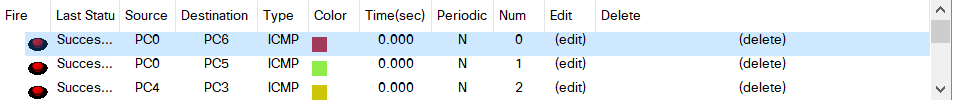 Fire Last Statu Source Destination Type Color Time(sec) Periodic Num Edit Delete
Succes... PC0 PC6 ICMP 0.000 N 0 (edit) (delete)
Succes... PC0 PC5 ICMP 0.000 N 1 (edit) (delete)
Succes... PC4 PC3 ICMP 0.000 N 2 (edit) (delete)